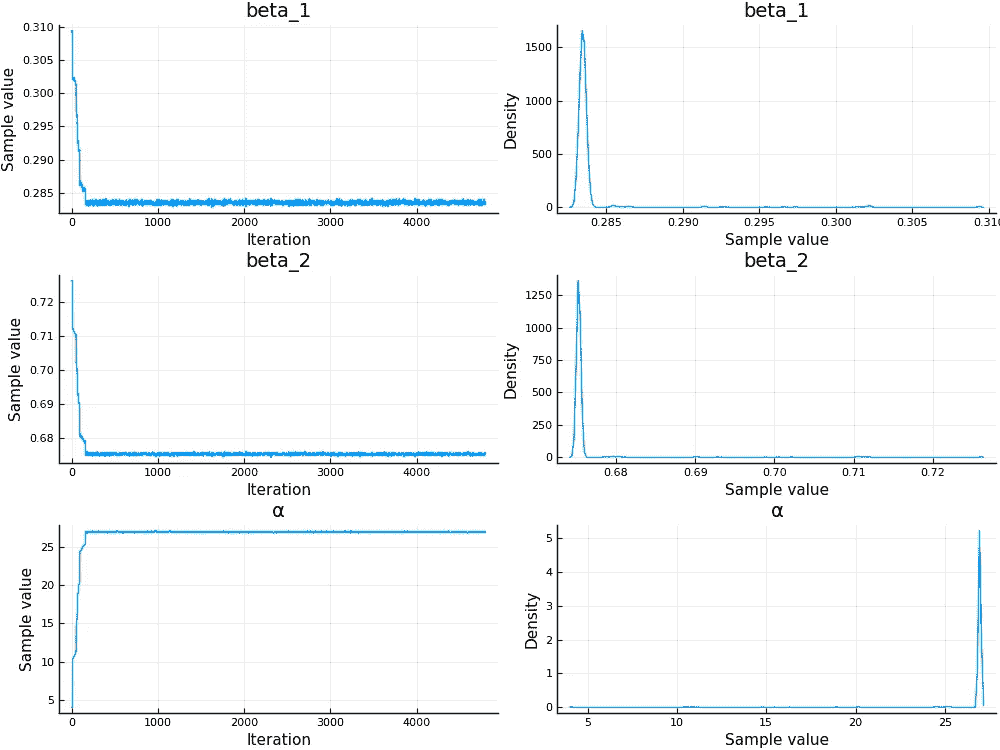 beta_1
0.310
0.305
0.300
0.295
0.290
0.285
Sample value
0 1000 2000 3000 4000
Iteration
beta_1
1500
1000
500
0
Density
0.285 0.290 0.295 0.300 0.305 0.310
Sample value
beta_2
0.72
0.71
0.70
0.69
0.68
Sample value
0 1000 2000 3000 4000
Iteration
beta_2
1250
1000
750
500
250
0
Density
0.68 0.69 0.70 0.71 0.72
Sample value
α
25
20
15
10
5
Sample value
0 1000 2000 3000 4000
Iteration
α
5
4
3
2
1
0
Density
5 10 15 20 25
Sample value